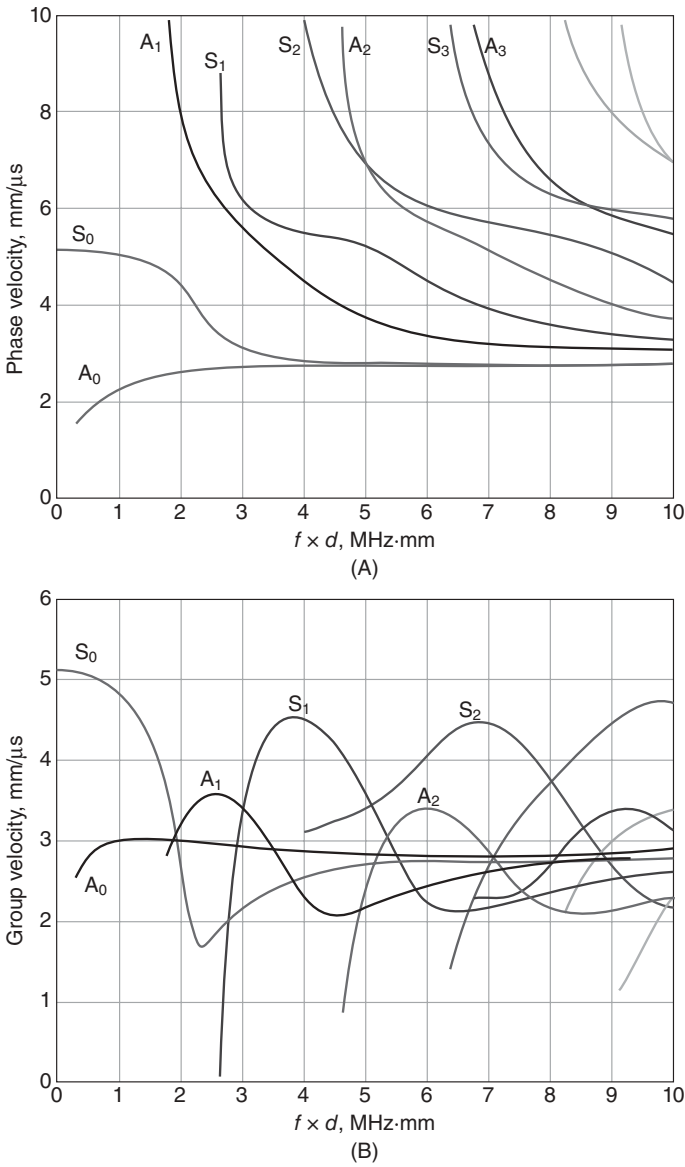 10
A₁
S₁
S₂
A₂
S₃
A₃
8
6
S₀
4
A₀
2
0
Phase velocity, mm/μs
0 1 2 3 4 5 6 7 8 9 10
f × d, MHz·mm
(A)
6
S₀
5
S₁
S₂
4
A₁
A₂
3
A₀
2
1
0
Group velocity, mm/μs
0 1 2 3 4 5 6 7 8 9 10
f × d, MHz·mm
(B)